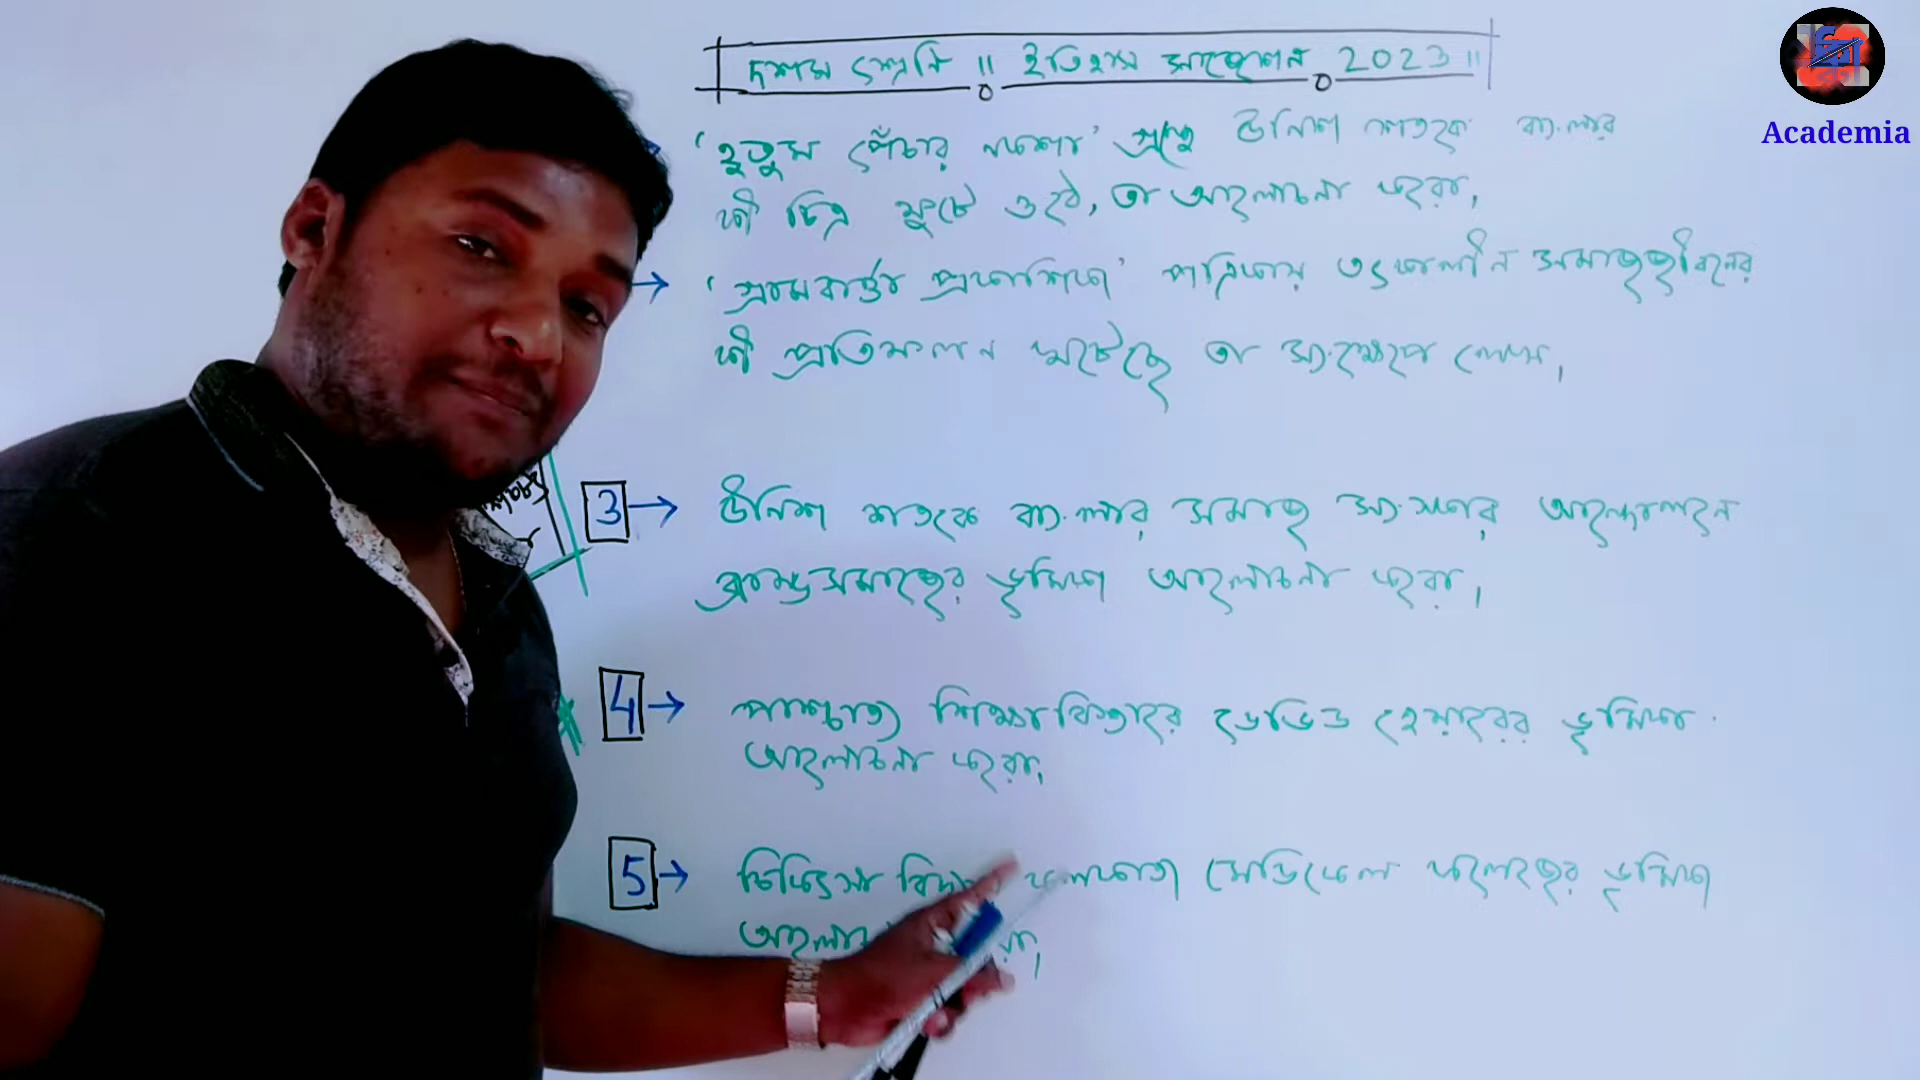 দশম শ্রেণি ॥ ইতিহাস সাজেশন 2023 ॥
Academia
'হুতুম প্যাঁচার নকশা' গ্রন্থে উনিশ শতকে বাংলার
কী চিত্র ফুটে ওঠে, তা আলোচনা করো,
'গ্রামবার্ত্তা প্রকাশিকা' পত্রিকায় তৎকালীন সমাজজীবনের
কী প্রতিফলন ঘটেছে তা সংক্ষেপে লেখো,
3 → উনিশ শতকে বাংলার সমাজ সংস্কার আন্দোলনে
ব্রাহ্মসমাজের ভূমিকা আলোচনা করো,
4 → পাশ্চাত্য শিক্ষাবিস্তারে ডেভিড হেয়ারের ভূমিকা
আলোচনা করো,
5 → চিকিৎসা কলকাতা মেডিকেল কলেজের ভূমিকা